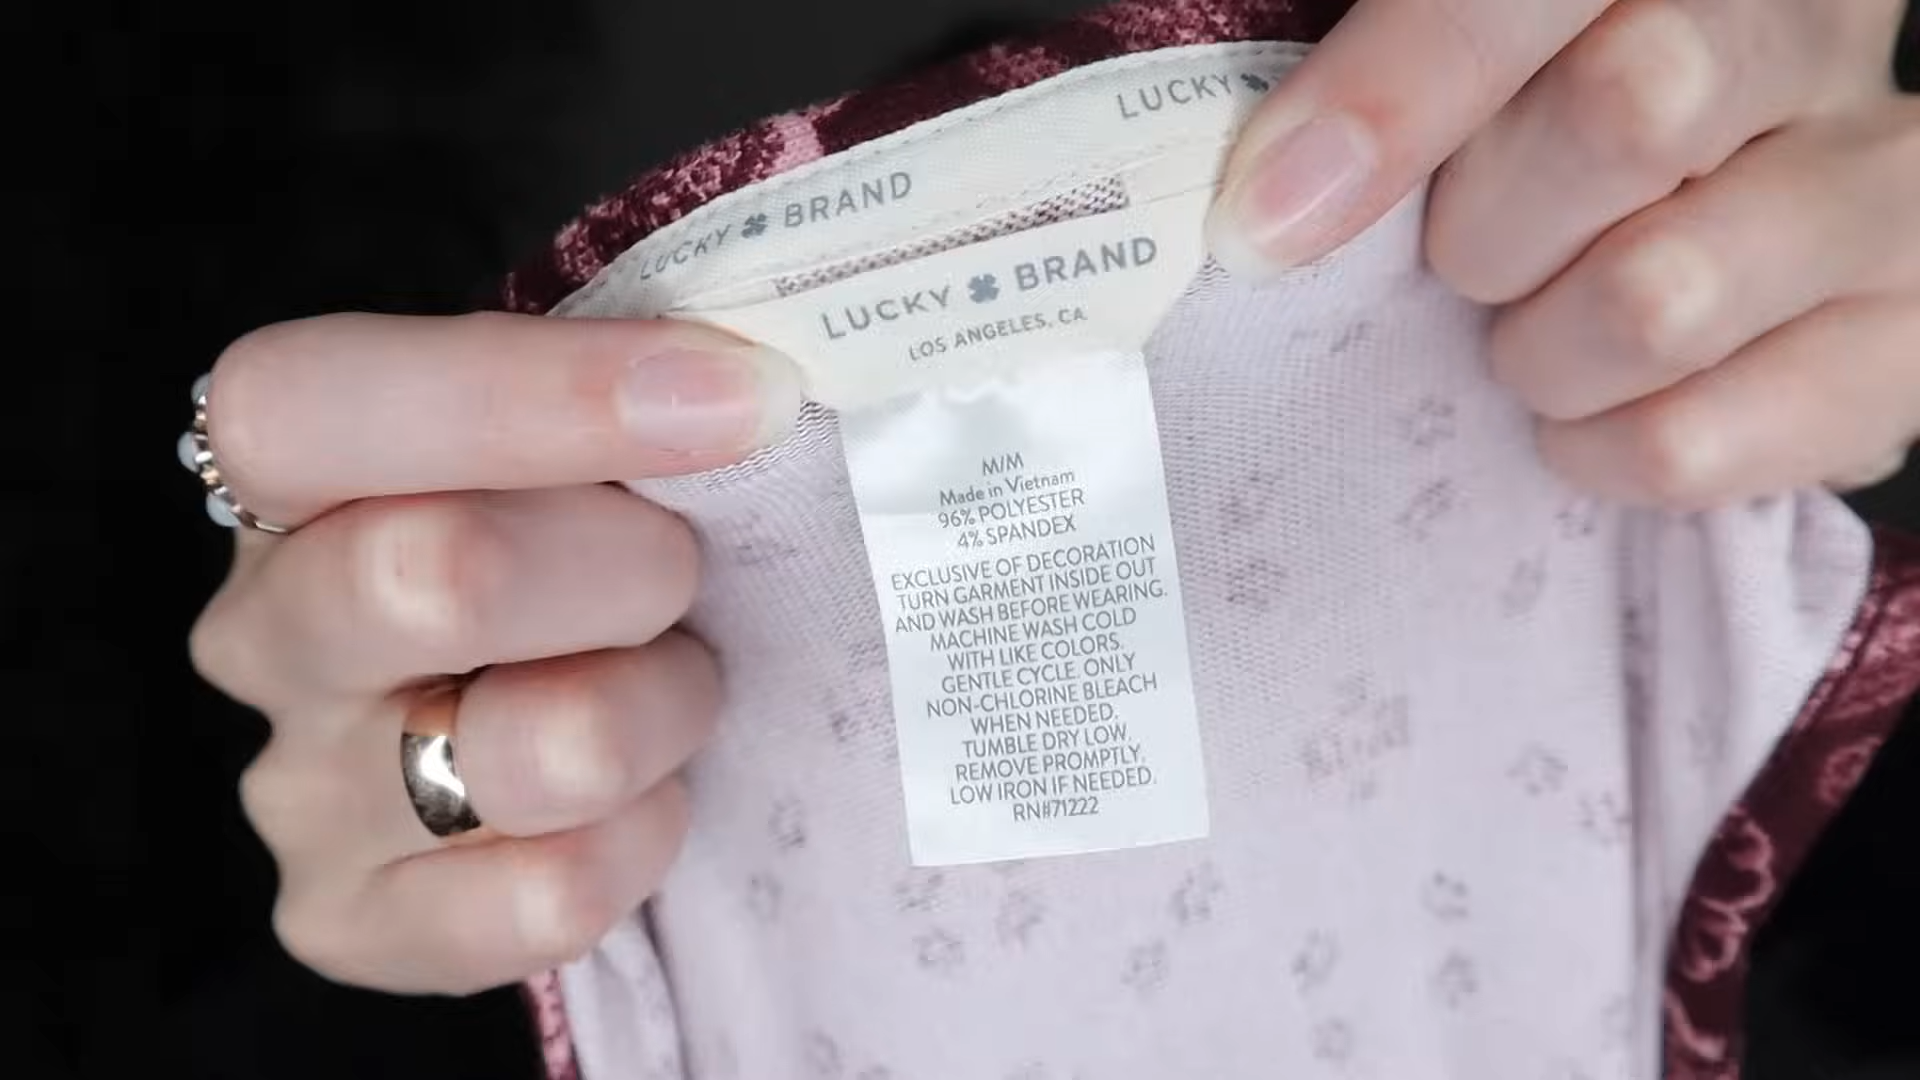 LUCKY
LUCKY BRAND
LUCKY BRAND
LOS ANGELES, CA
M/M
Made in Vietnam
96% POLYESTER
4% SPANDEX
EXCLUSIVE OF DECORATION
TURN GARMENT INSIDE OUT
AND WASH BEFORE WEARING.
MACHINE WASH COLD
WITH LIKE COLORS.
GENTLE CYCLE. ONLY
NON-CHLORINE BLEACH
WHEN NEEDED.
TUMBLE DRY LOW.
REMOVE PROMPTLY.
LOW IRON IF NEEDED.
RN#71222